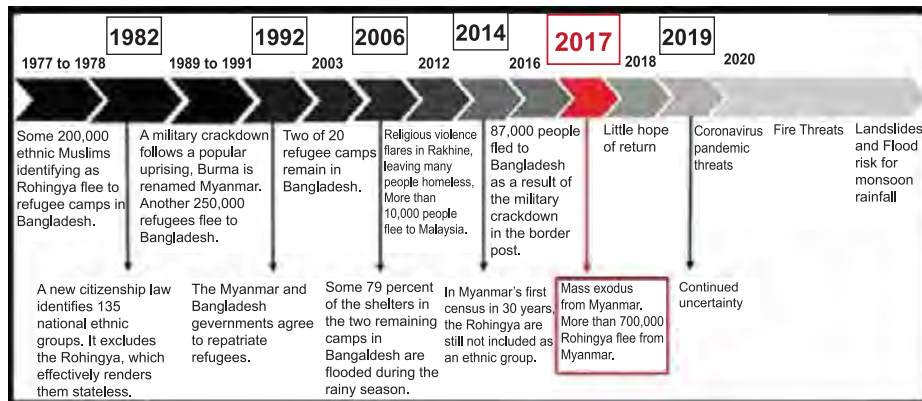 1982
1992
2006
2014
2017
2019
1977 to 1978
1989 to 1991
2003
2012
2016
2018
2020
Some 200,000
ethnic Muslims
identifying as
Rohingya flee to
refugee camps in
Bangladesh.
A military crackdown
follows a popular
uprising, Burma is
renamed Myanmar.
Another 250,000
refugees flee to
Bangladesh.
Two of 20
refugee camps
remain in
Bangladesh.
Religious violence
flares in Rakhine,
leaving many
people homeless,
More than
10,000 people
flee to Malaysia.
87,000 people
fled to
Bangladesh
as a result of
the military
crackdown
in the border
post.
Little hope
of return
Coronavirus
pandemic
threats
Fire Threats
Landslides
and Flood
risk for
monsoon
rainfall
A new citizenship law
identifies 135
national ethnic
groups. It excludes
the Rohingya, which
effectively renders
them stateless.
The Myanmar and
Bangladesh
governments agree
to repatriate
refugees.
Some 79 percent
of the shelters in
the two remaining
camps in
Bangaldesh are
flooded during the
rainy season.
In Myanmar's first
census in 30 years,
the Rohingya are
still not included as
an ethnic group.
Mass exodus
from Myanmar.
More than 700,000
Rohingya flee from
Myanmar.
Continued
uncertainty